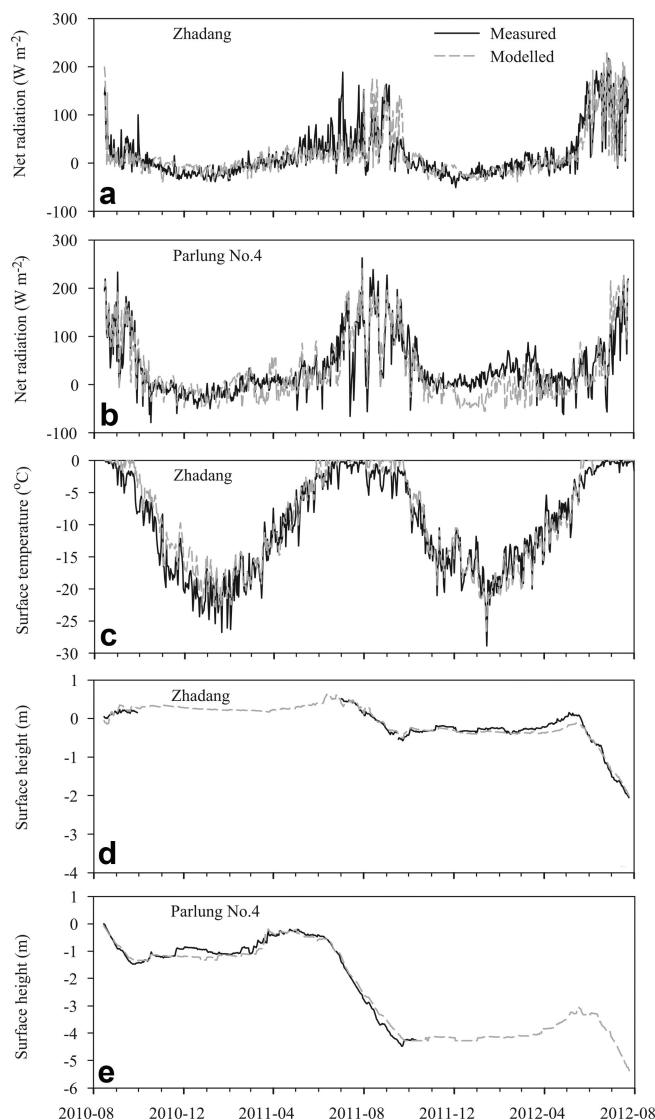 300
Zhadang
Measured
Modelled
200
100
0
-100
Net radiation (W m-2)
a
300
Parlung No.4
200
100
0
-100
Net radiation (W m-2)
b
0
Zhadang
-5
-10
-15
-20
-25
-30
Surface temperature (°C)
c
1
Zhadang
0
-1
-2
-3
-4
Surface height (m)
d
1
Parlung No.4
0
-1
-2
-3
-4
-5
-6
Surface height (m)
e
2010-08 2010-12 2011-04 2011-08 2011-12 2012-04 2012-08